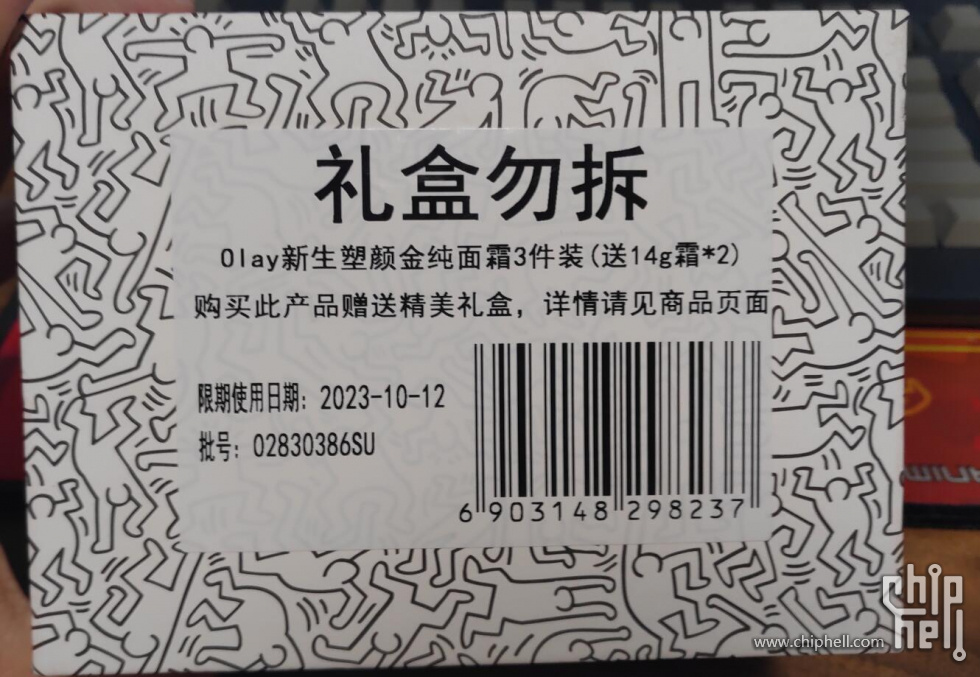 礼盒勿拆
Olay新生塑颜金纯面霜3件装(送14g霜*2)
购买此产品赠送精美礼盒，详情请见商品页面
限期使用日期: 2023-10-12
批号: 02830386SU
6 903148 298237
chip
hell
www.chiphell.com